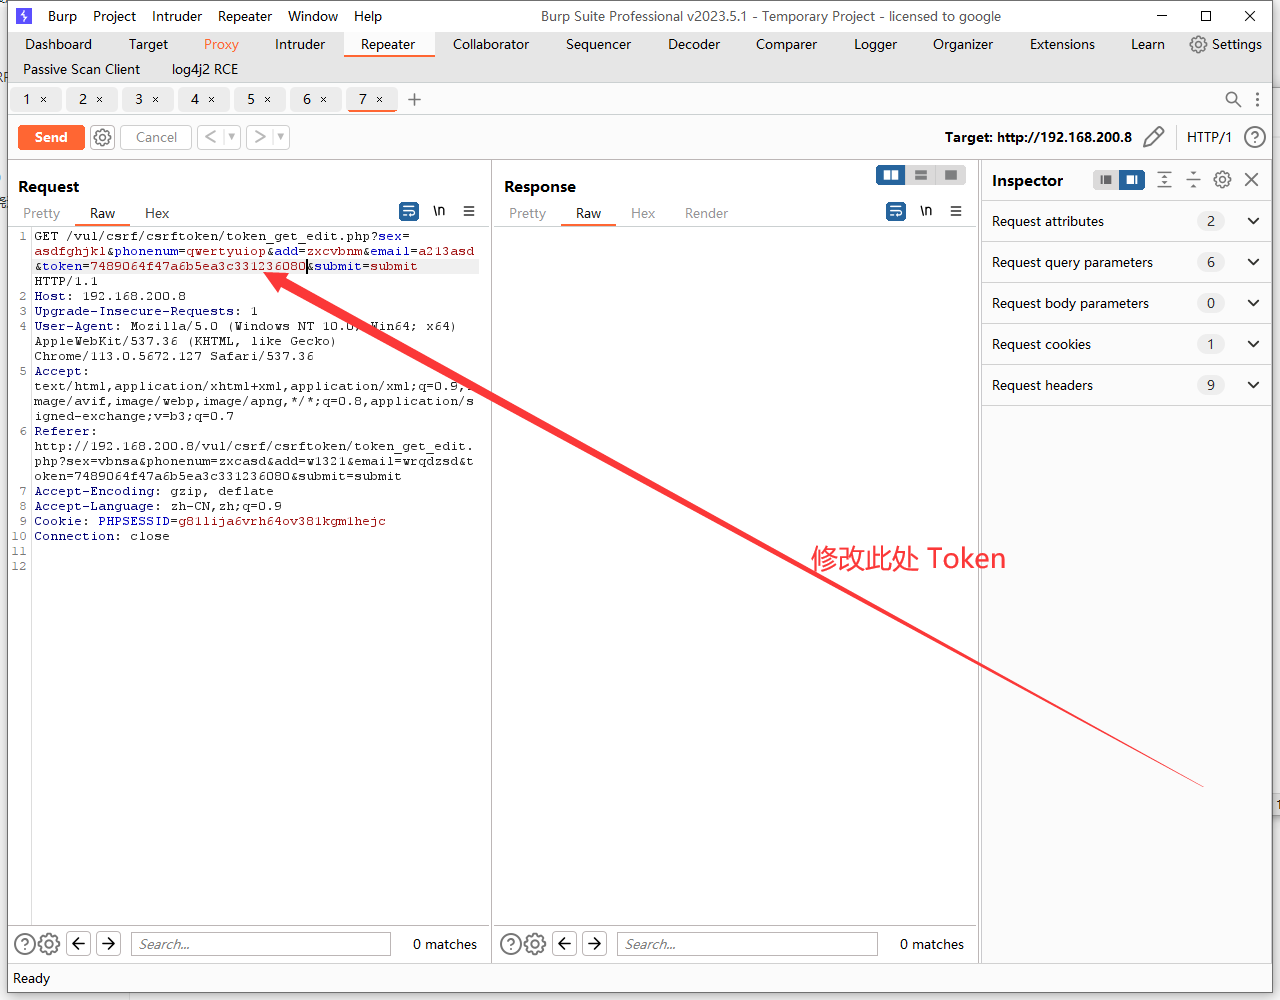 Burp Project Intruder Repeater Window Help
Burp Suite Professional v2023.5.1 - Temporary Project - licensed to google
Dashboard Target Proxy Intruder Repeater Collaborator Sequencer Decoder Comparer Logger Organizer Extensions Learn Settings
Passive Scan Client log4j2 RCE
1 × 2 × 3 × 4 × 5 × 6 × 7 ×
Send Cancel
Target: http://192.168.200.8 HTTP/1
Request
Pretty Raw Hex \n
1 GET /vul/csrf/csrftoken/token_get_edit.php?sex=
asdfghjkl&phonenum=qwertyuiop&add=zxcvbnm&email=a213asd
&token=7489064f47a6b5ea3c331236080&submit=submit
HTTP/1.1
2 Host: 192.168.200.8
3 Upgrade-Insecure-Requests: 1
4 User-Agent: Mozilla/5.0 (Windows NT 10.0; Win64; x64)
AppleWebKit/537.36 (KHTML, like Gecko)
Chrome/113.0.5672.127 Safari/537.36
5 Accept:
text/html,application/xhtml+xml,application/xml;q=0.9,
mage/avif,image/webp,image/apng,*/*;q=0.8,application/s
igned-exchange;v=b3;q=0.7
6 Referer:
http://192.168.200.8/vul/csrf/csrftoken/token_get_edit.
php?sex=vbnsa&phonenum=zxcasd&add=w1321&email=wrqdzsd&t
oken=7489064f47a6b5ea3c331236080&submit=submit
7 Accept-Encoding: gzip, deflate
8 Accept-Language: zh-CN,zh;q=0.9
9 Cookie: PHPSESSID=g81lija6vrh64ov381kgm1hejc
10 Connection: close
11
12
Search...
0 matches
Response
Pretty Raw Hex Render \n
修改此处 Token
Search...
0 matches
Inspector
Request attributes 2
Request query parameters 6
Request body parameters 0
Request cookies 1
Request headers 9
Ready